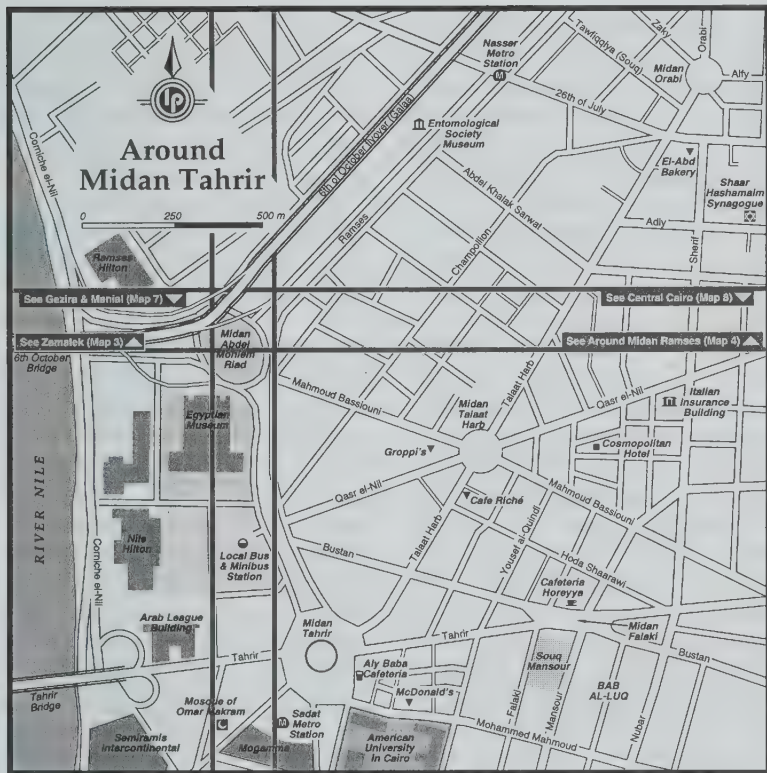 LP
Around
Midan Tahrir
0 250 500 m
Corniche el-Nil
Ramses
Hilton
6th of October flyover (Galaa)
Ramses
Nasser
Metro
Station
M
Entomological
Society
Museum
Tawfiqolya (Souq)
Zaky
Orabi
Midan
Orabi
Alfy
26th of July
El-Abd
Bakery
Shaar
Hashamaim
Synagogue
Abdel Khalak Sarwat
Adly
Sherif
Champollion
See Gezira & Manial (Map 7)
See Central Cairo (Map 8)
See Zamalek (Map 3)
See Around Midan Ramses (Map 4)
6th October
Bridge
Midan
Abdel
Moniem
Riad
Mahmoud Bassiouni
Midan
Talaat
Harb
Talaat Harb
Qasr el-Nil
Italian
Insurance
Building
Egyptian
Museum
Groppi's
Cosmopolitan
Hotel
Qasr el-Nil
Cafe Riché
Mahmoud Bassiouni
RIVER NILE
Nile
Hilton
Corniche el-Nil
Local Bus
& Minibus
Station
Bustan
Talaat Harb
Yousef al-Quindi
Hoda Shaarawi
Cafeteria
Horeyya
Arab League
Building
Midan
Tahrir
Tahrir
Tahrir
Midan
Falaki
Bustan
Aly Baba
Cafeteria
Souq
Mansour
BAB
AL-LUQ
McDonald's
Tahrir
Bridge
Mosque of
Omar Makram
Sadat
Metro
Station
M
Falaki
Mansour
Nubar
Semiramis
Intercontinental
Mogamma
American
University
in Cairo
Mohammed Mahmoud